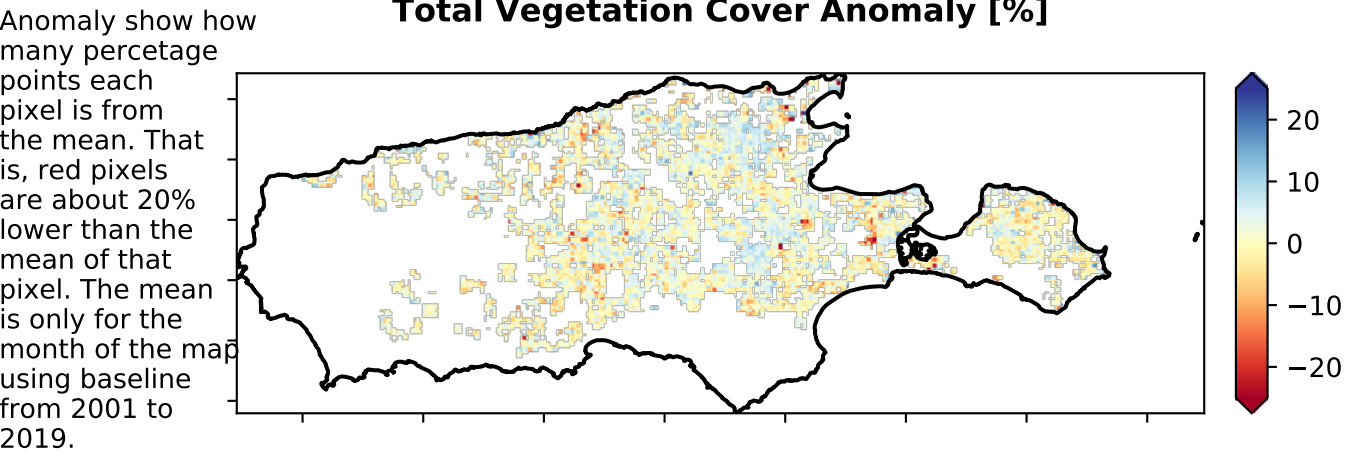 Total Vegetation Cover Anomaly [%]
Anomaly show how
many percetage
points each
pixel is from
the mean. That
is, red pixels
are about 20%
lower than the
mean of that
pixel. The mean
is only for the
month of the map
using baseline
from 2001 to
2019.
20
10
0
−10
−20